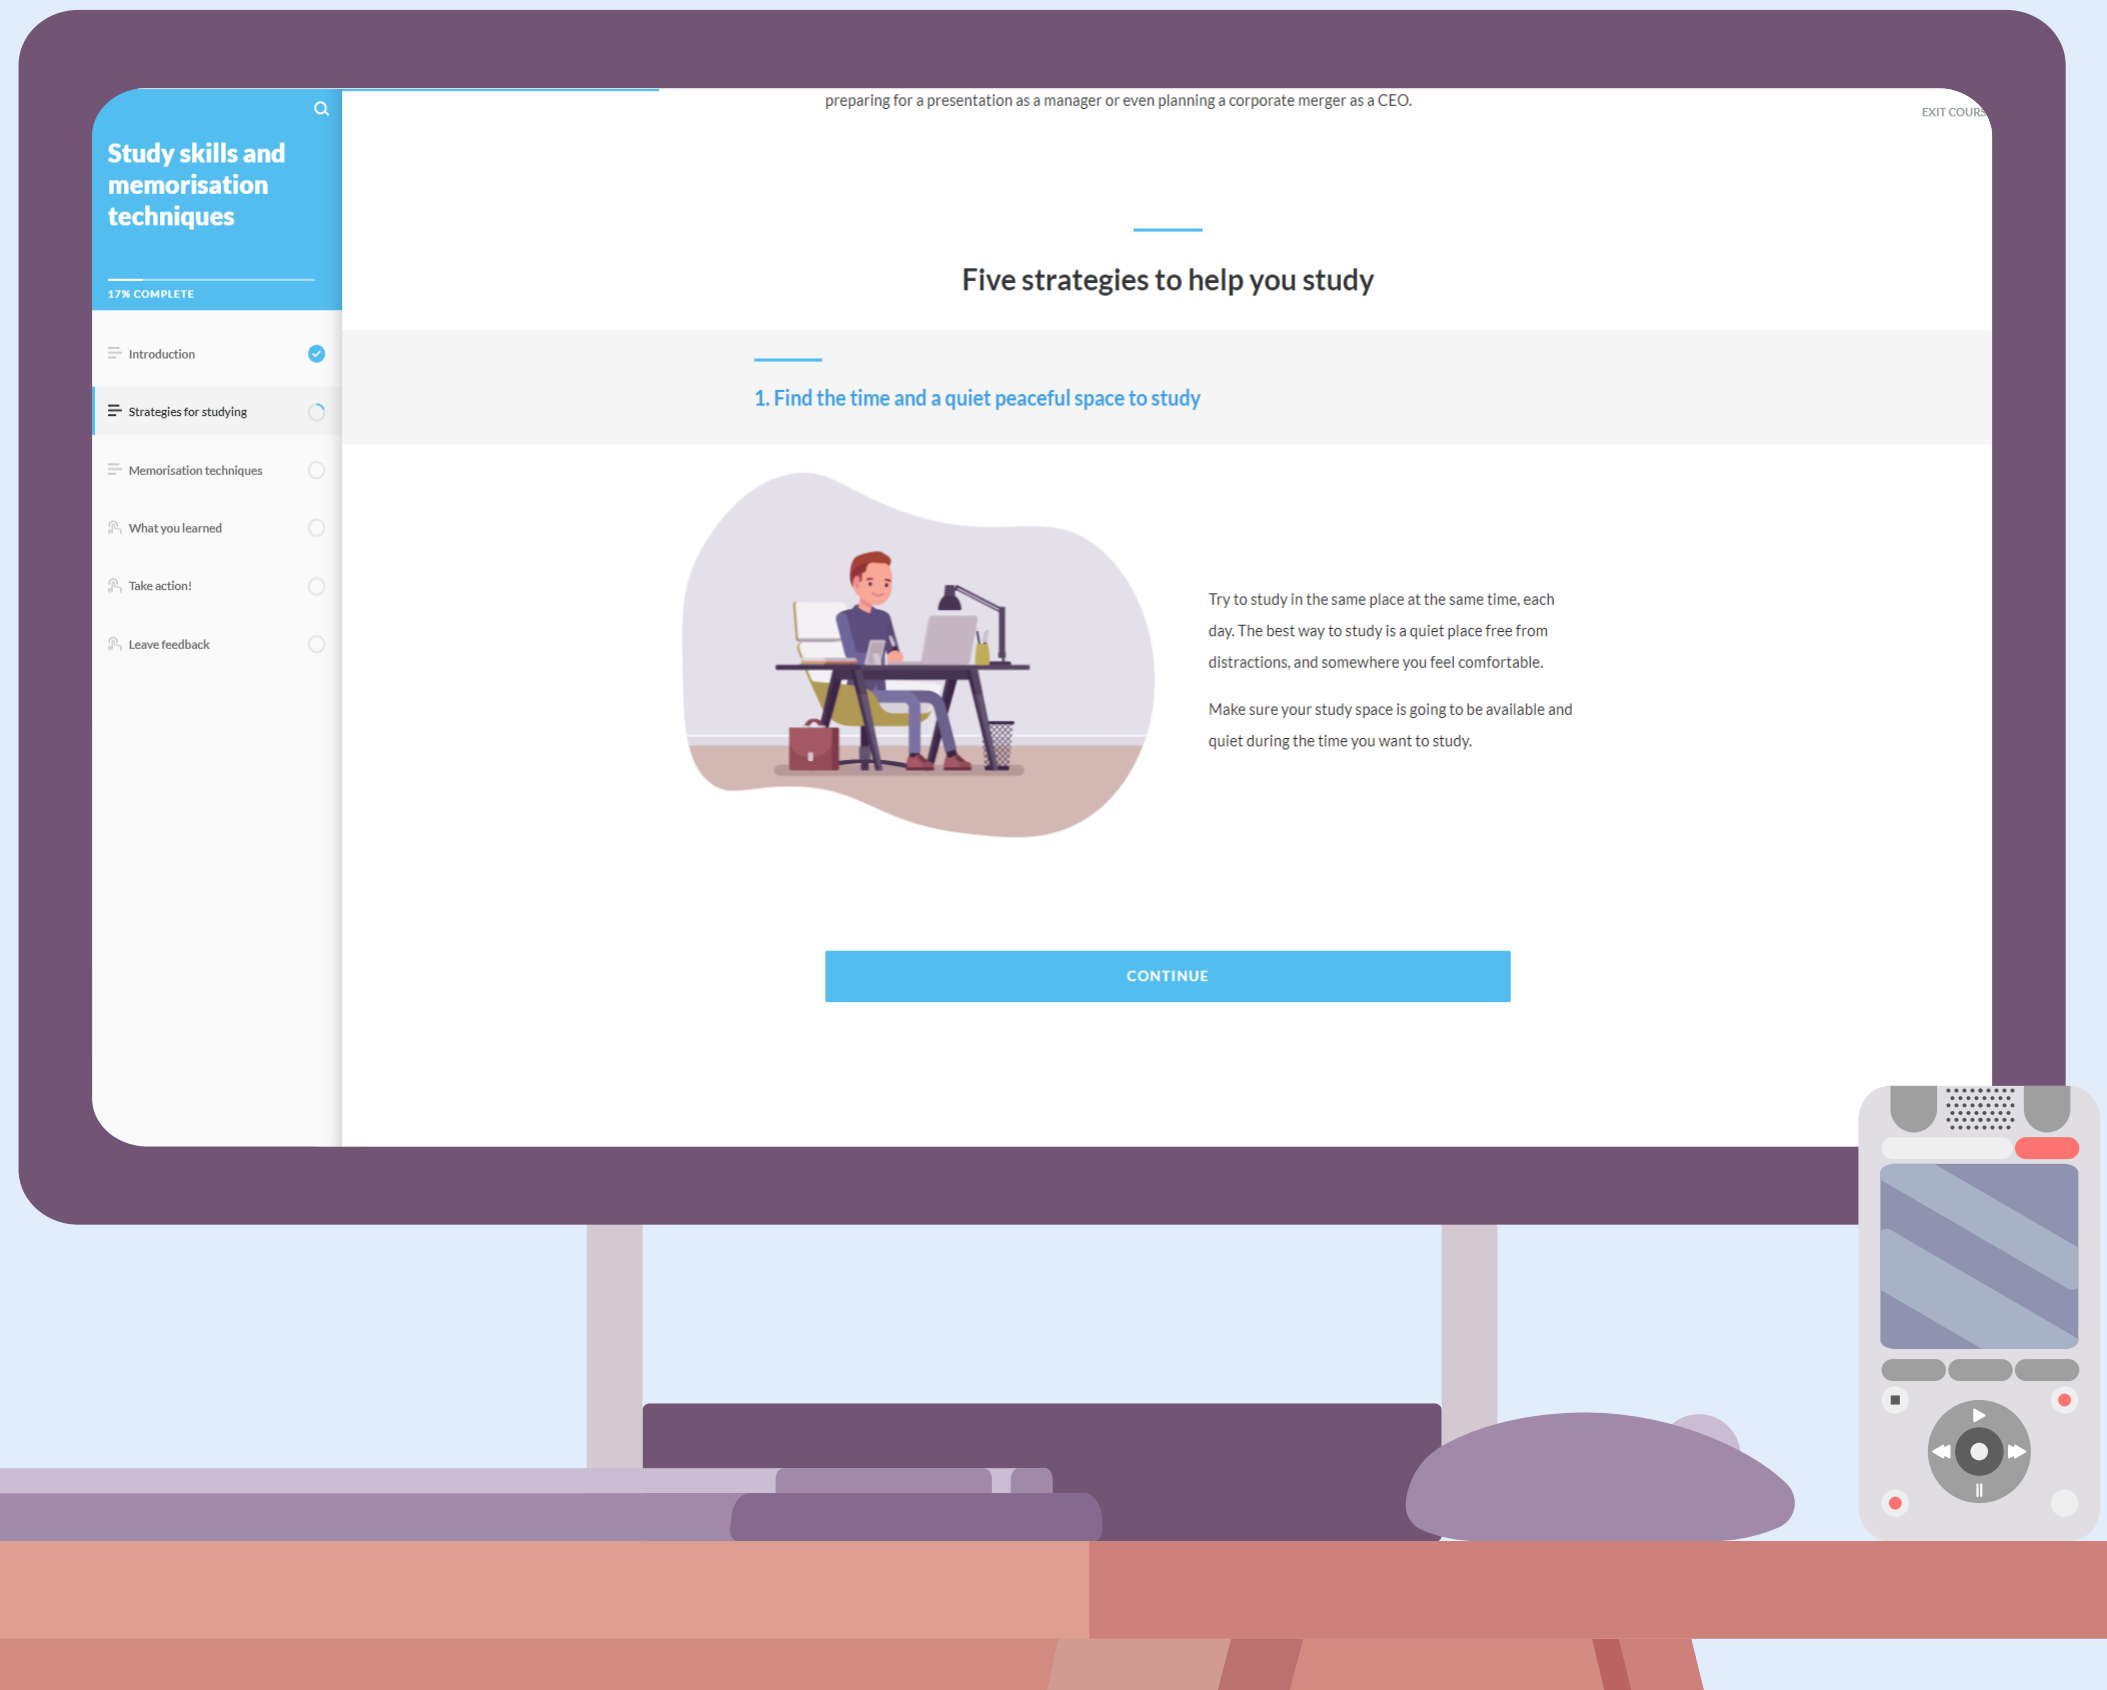 Study skills and
memorisation
techniques
17% COMPLETE
Introduction
Strategies for studying
Memorisation techniques
What you learned
Take action!
Leave feedback
preparing for a presentation as a manager or even planning a corporate merger as a CEO.
EXIT COURS
Five strategies to help you study
1. Find the time and a quiet peaceful space to study
Try to study in the same place at the same time, each
day. The best way to study is a quiet place free from
distractions, and somewhere you feel comfortable.
Make sure your study space is going to be available and
quiet during the time you want to study.
CONTINUE